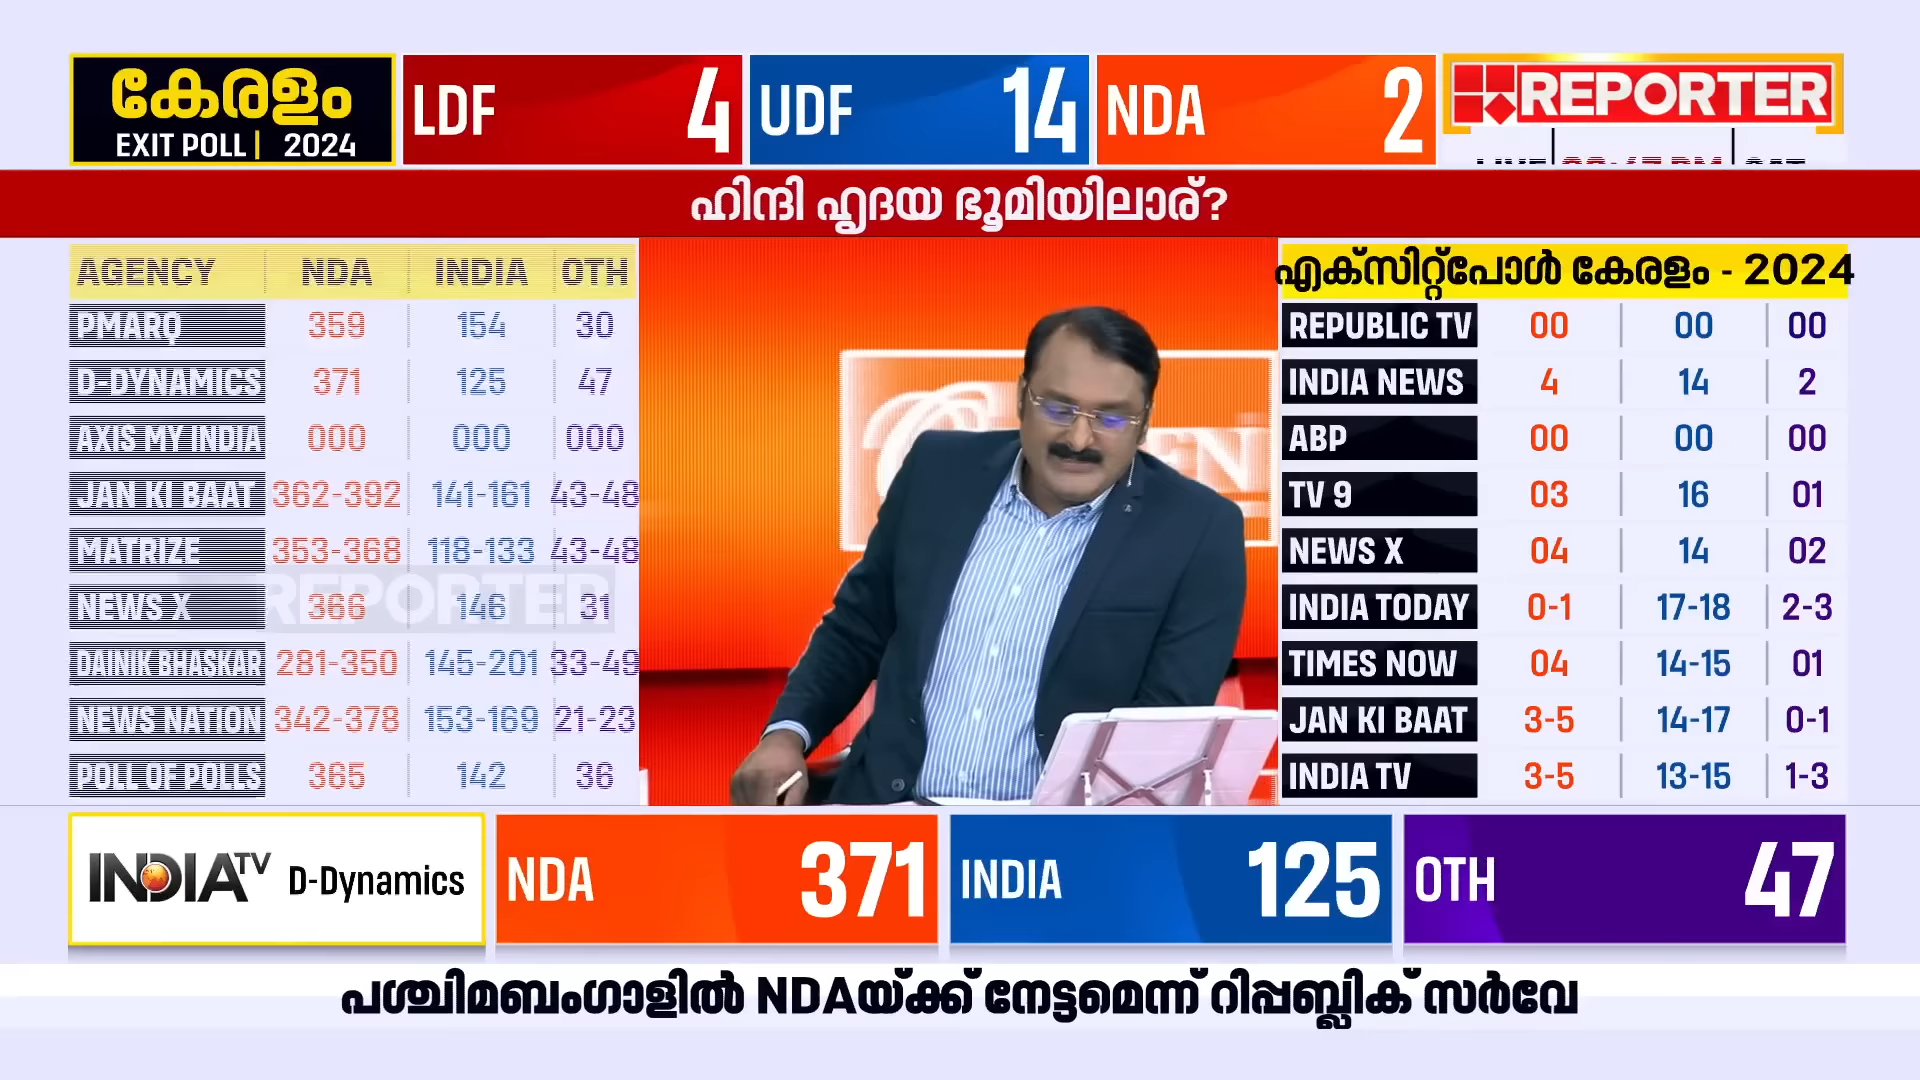 കേരളം
EXIT POLL | 2024
LDF 4
UDF 14
NDA 2
REPORTER
ഹിന്ദി ഹൃദയ ഭൂമിയിലാര്?
AGENCY NDA INDIA OTH
PMARQ 359 154 30
D-DYNAMICS 371 125 47
AXIS MY INDIA 000 000 000
JAN KI BAAT 362-392 141-161 43-48
MATRIZE 353-368 118-133 43-48
NEWS X 366 146 31
DAINIK BHASKAR 281-350 145-201 33-49
NEWS NATION 342-378 153-169 21-23
POLL OF POLLS 365 142 36
REPORTER
എക്സിറ്റ്പോൾ കേരളം - 2024
REPUBLIC TV 00 00 00
INDIA NEWS 4 14 2
ABP 00 00 00
TV 9 03 16 01
NEWS X 04 14 02
INDIA TODAY 0-1 17-18 2-3
TIMES NOW 04 14-15 01
JAN KI BAAT 3-5 14-17 0-1
INDIA TV 3-5 13-15 1-3
INDIA TV D-Dynamics
NDA 371
INDIA 125
OTH 47
പശ്ചിമബംഗാളിൽ NDAയ്ക്ക് നേട്ടമെന്ന് റിപ്പബ്ലിക് സർവേ